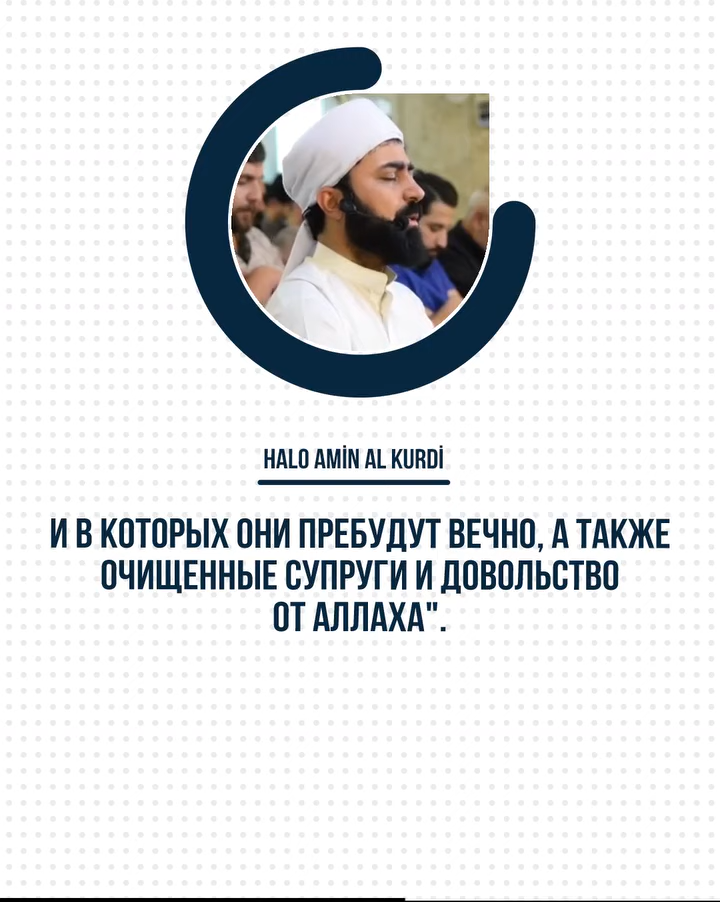 HALO AMİN AL KURDİ
И В КОТОРЫХ ОНИ ПРЕБУДУТ ВЕЧНО, А ТАКЖЕ
ОЧИЩЕННЫЕ СУПРУГИ И ДОВОЛЬСТВО
ОТ АЛЛАХА".